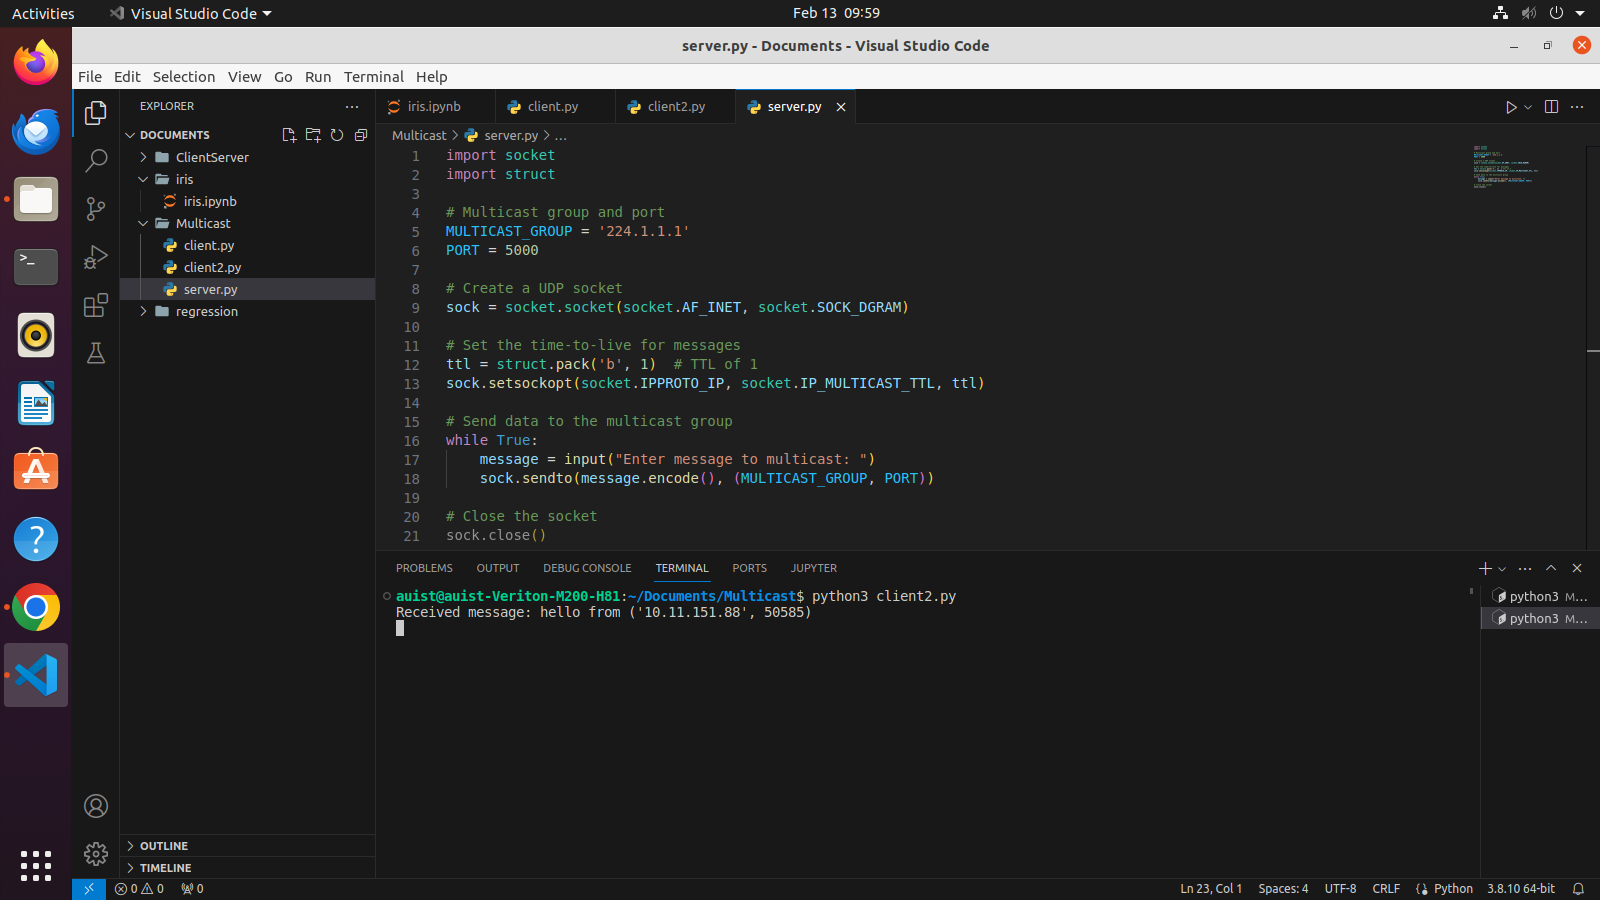 Activities
Visual Studio Code
Feb 13 09:59
server.py - Documents - Visual Studio Code
File Edit Selection View Go Run Terminal Help
EXPLORER
DOCUMENTS
ClientServer
iris
iris.ipynb
Multicast
client.py
client2.py
server.py
regression
OUTLINE
TIMELINE
iris.ipynb client.py client2.py server.py
Multicast > server.py > ...
1 import socket
2 import struct
3
4 # Multicast group and port
5 MULTICAST_GROUP = '224.1.1.1'
6 PORT = 5000
7
8 # Create a UDP socket
9 sock = socket.socket(socket.AF_INET, socket.SOCK_DGRAM)
10
11 # Set the time-to-live for messages
12 ttl = struct.pack('b', 1)  # TTL of 1
13 sock.setsockopt(socket.IPPROTO_IP, socket.IP_MULTICAST_TTL, ttl)
14
15 # Send data to the multicast group
16 while True:
17     message = input("Enter message to multicast: ")
18     sock.sendto(message.encode(), (MULTICAST_GROUP, PORT))
19
20 # Close the socket
21 sock.close()
PROBLEMS OUTPUT DEBUG CONSOLE TERMINAL PORTS JUPYTER
auist@auist-Veriton-M200-H81:~/Documents/Multicast$ python3 client2.py
Received message: hello from ('10.11.151.88', 50585)
python3 M...
python3 M...
0 0 0
Ln 23, Col 1 Spaces: 4 UTF-8 CRLF Python 3.8.10 64-bit